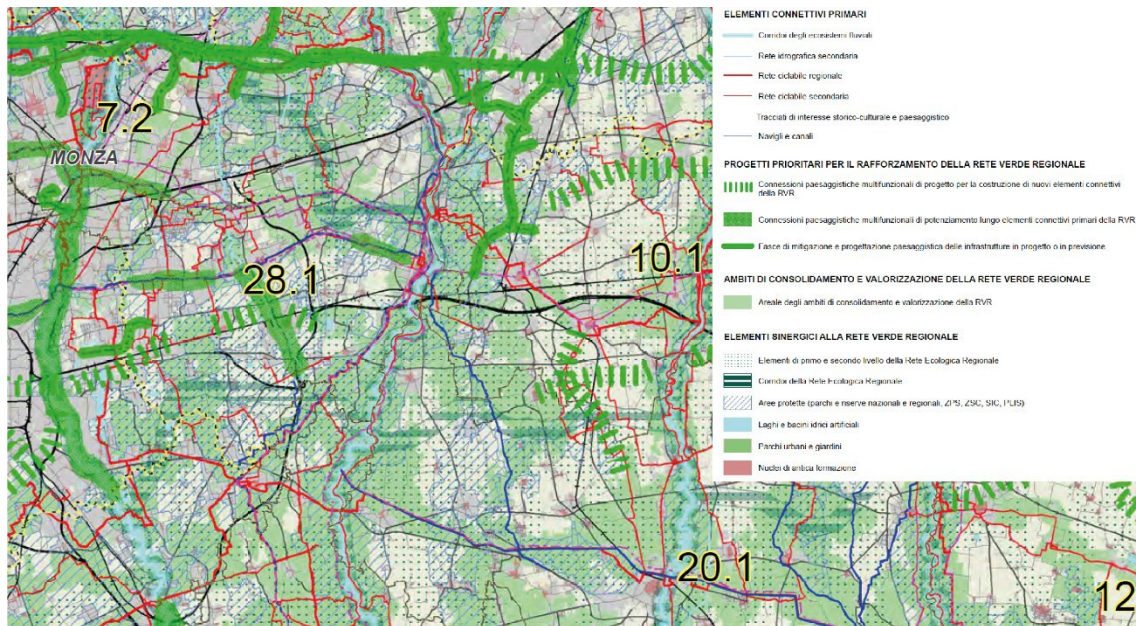 7.2
MONZA
28.1
10.1
20.1
12
ELEMENTI CONNETTIVI PRIMARI
Corridoi degli ecosistemi fluviali
Rete idrografica secondaria
Rete ciclabile regionale
Rete ciclabile secondaria
Tracciati di interesse storico-culturale e paesaggistico
Navigli e canali
PROGETTI PRIORITARI PER IL RAFFORZAMENTO DELLA RETE VERDE REGIONALE
Connessioni paesaggistiche multifunzionali di progetto per la costruzione di nuovi elementi connettivi
della RVR
Connessioni paesaggistiche multifunzionali di potenziamento lungo elementi connettivi primari della RVR
Fasce di mitigazione e progettazione paesaggistica delle infrastrutture in progetto o in previsione
AMBITI DI CONSOLIDAMENTO E VALORIZZAZIONE DELLA RETE VERDE REGIONALE
Areale degli ambiti di consolidamento e valorizzazione della RVR
ELEMENTI SINERGICI ALLA RETE VERDE REGIONALE
Elementi di primo e secondo livello della Rete Ecologica Regionale
Corridoi della Rete Ecologica Regionale
Aree protette (parchi e riserve nazionali e regionali, ZPS, ZSC, SIC, PLIS)
Laghi e bacini idrici artificiali
Parchi urbani e giardini
Nuclei di antica formazione